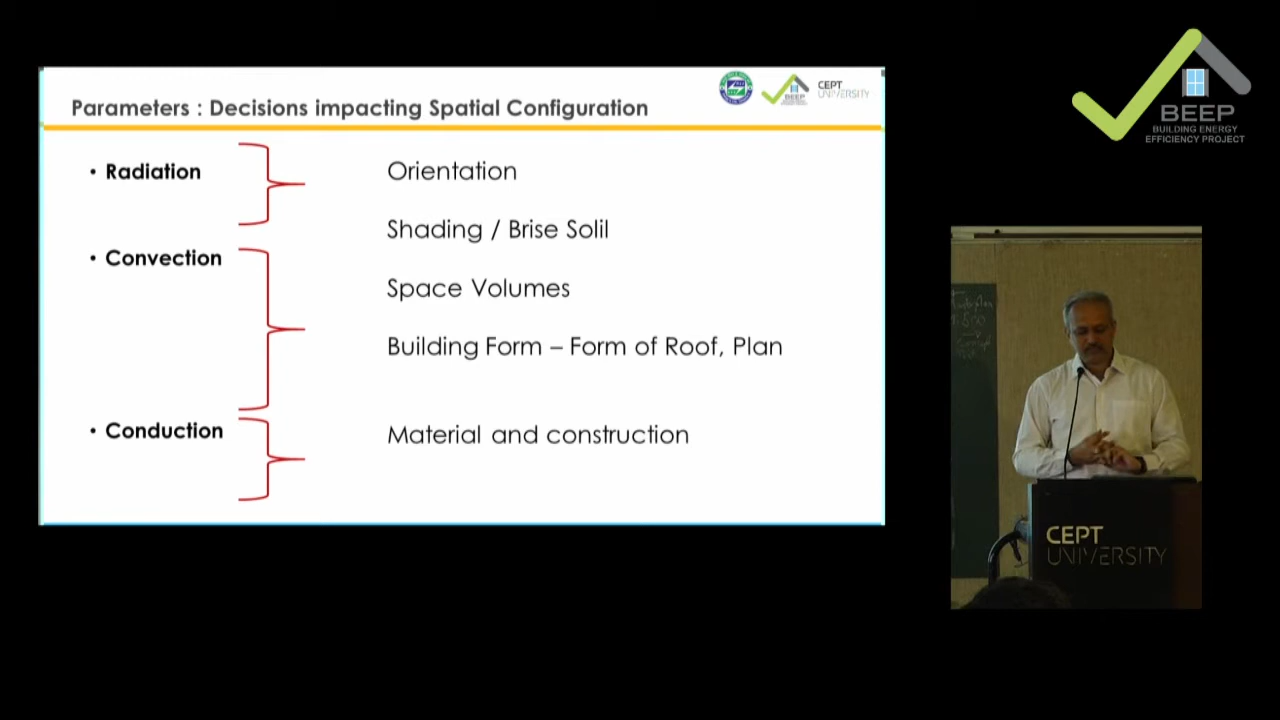 Parameters : Decisions impacting Spatial Configuration
BEEP
CEPT
UNIVERSITY
• Radiation
Orientation
Shading / Brise Solil
• Convection
Space Volumes
Building Form – Form of Roof, Plan
• Conduction
Material and construction
BEEP
BUILDING ENERGY
EFFICIENCY PROJECT
CEPT
UNIVERSITY